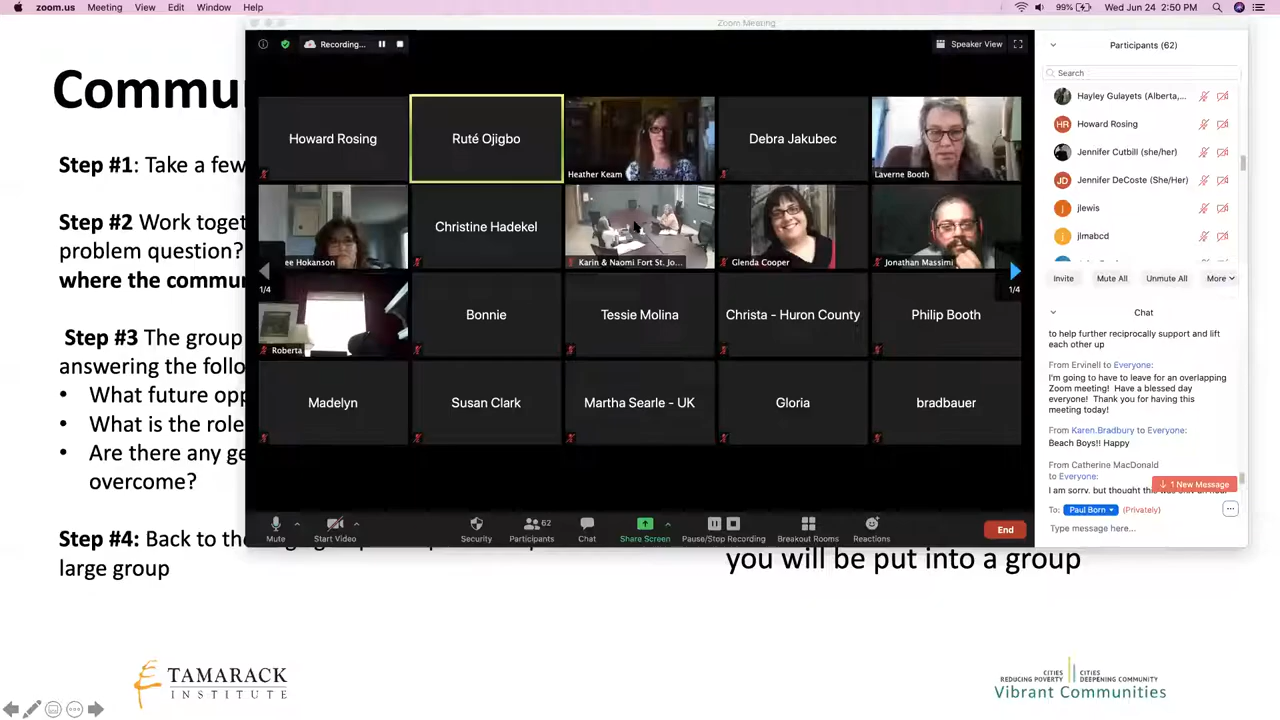 zoom.us Meeting View Edit Window Help
99% Wed Jun 24 2:50 PM
Zoom Meeting
Recording...
Speaker View
Participants (62)
Search
Commu
Step #1: Take a few
Step #2 Work toget
problem question?
where the commu
Step #3 The group
answering the follo
• What future opp
• What is the role
• Are there any ge
overcome?
Step #4: Back to the
large group
you will be put into a group
Howard Rosing
Ruté Ojigbo
Heather Keam
Debra Jakubec
Laverne Booth
ee Hokanson
Christine Hadekel
Karin & Naomi Fort St. Jo...
Glenda Cooper
Jonathan Massimi
1/4
1/4
Roberta
Bonnie
Tessie Molina
Christa - Huron County
Philip Booth
Madelyn
Susan Clark
Martha Searle - UK
Gloria
bradbauer
Hayley Gulayets (Alberta,...
HR Howard Rosing
Jennifer Cutbill (she/her)
JD Jennifer DeCoste (She/Her)
J jlewis
J jlmabcd
Invite Mute All Unmute All More
Chat
to help further reciprocally support and lift
each other up
From Ervinell to Everyone:
I'm going to have to leave for an overlapping
Zoom meeting! Have a blessed day
everyone! Thank you for having this
meeting today!
From Karen.Bradbury to Everyone:
Beach Boys!! Happy
From Catherine MacDonald
to Everyone:
I am sorry, but thought this was only an hour
1 New Message
To: Paul Born (Privately)
Type message here...
Mute
Start Video
Security
62
Participants
Chat
Share Screen
Pause/Stop Recording
Breakout Rooms
Reactions
End
TAMARACK
INSTITUTE
CITIES REDUCING POVERTY
CITIES DEEPENING COMMUNITY
Vibrant Communities